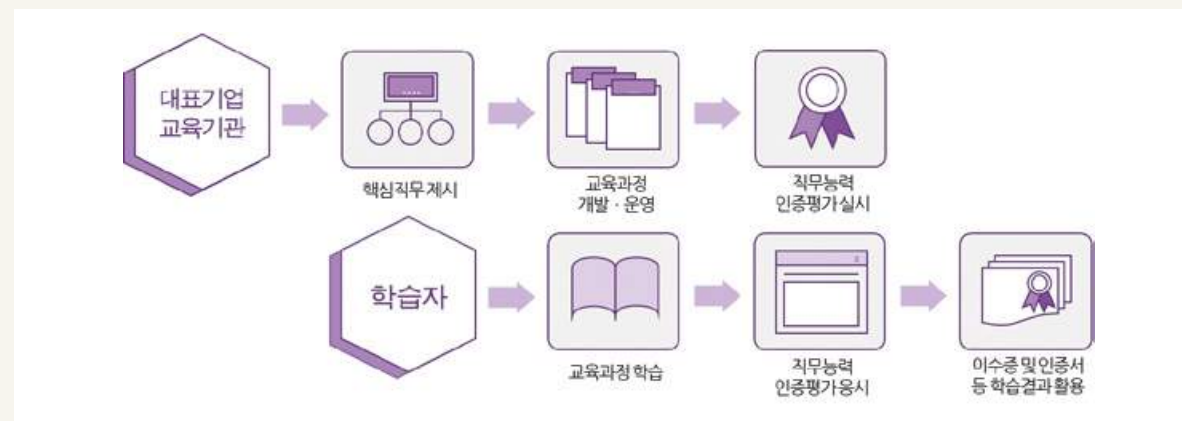 대표기업
교육기관
핵심직무 제시
교육과정
개발 · 운영
직무능력
인증평가 실시
학습자
교육과정 학습
직무능력
인증평가 응시
이수증 및 인증서
등 학습결과 활용